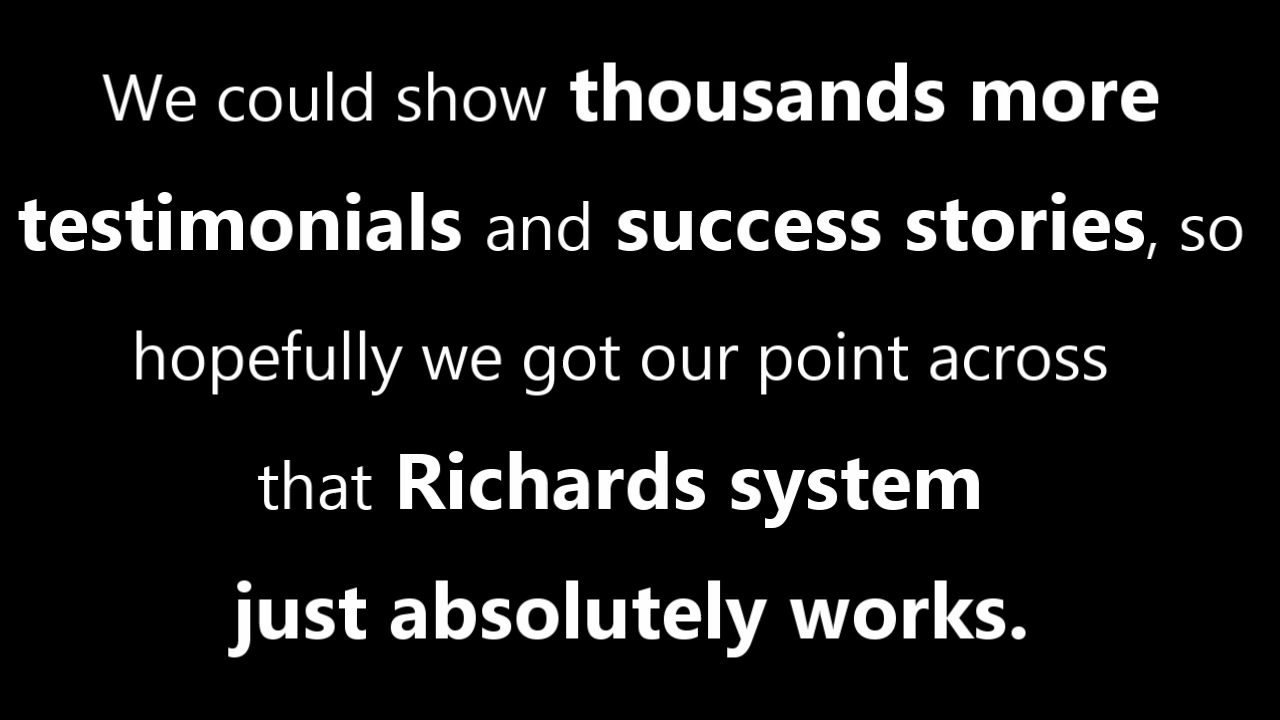 We could show thousands more
testimonials and success stories, so
hopefully we got our point across
that Richards system
just absolutely works.